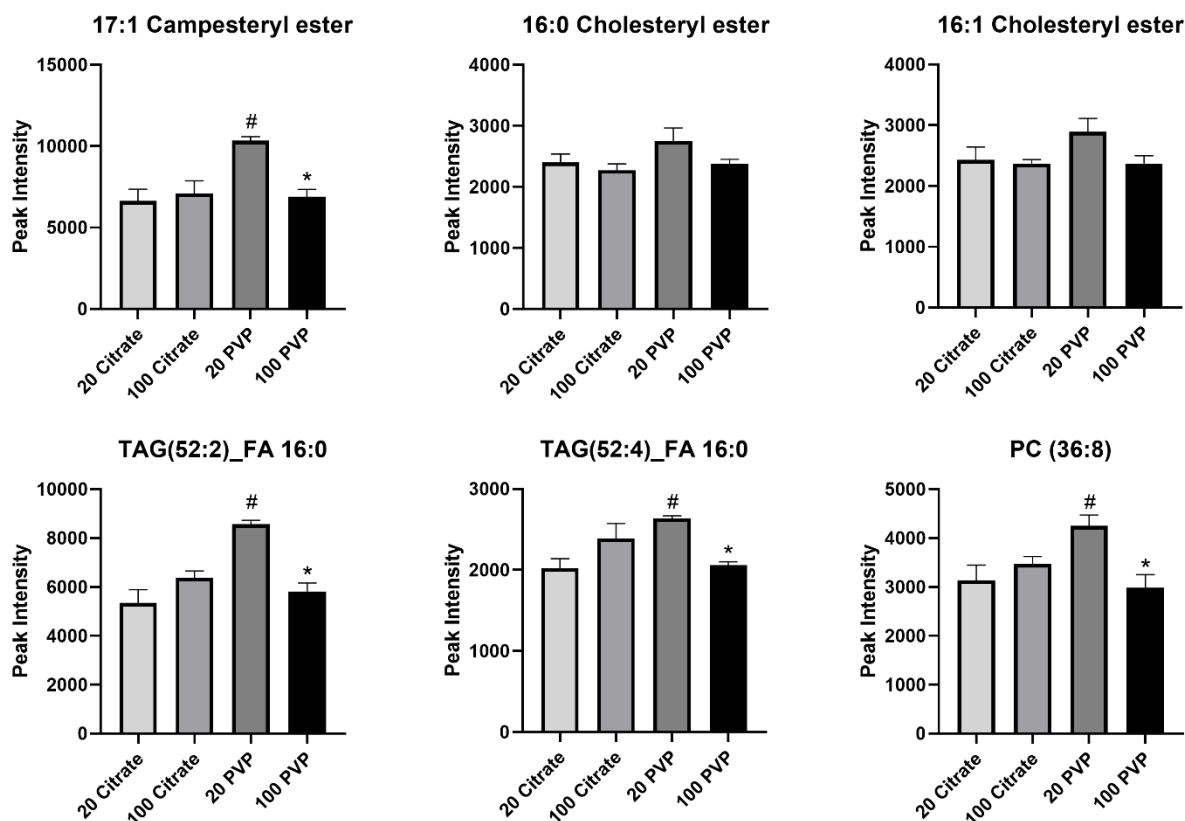 17:1 Campesteryl ester
15000
10000
5000
0
Peak Intensity
#
*
20 Citrate
100 Citrate
20 PVP
100 PVP
16:0 Cholesteryl ester
4000
3000
2000
1000
0
Peak Intensity
20 Citrate
100 Citrate
20 PVP
100 PVP
16:1 Cholesteryl ester
4000
3000
2000
1000
0
Peak Intensity
20 Citrate
100 Citrate
20 PVP
100 PVP
TAG(52:2)_FA 16:0
10000
8000
6000
4000
2000
0
Peak Intensity
#
*
20 Citrate
100 Citrate
20 PVP
100 PVP
TAG(52:4)_FA 16:0
3000
2000
1000
0
Peak Intensity
#
*
20 Citrate
100 Citrate
20 PVP
100 PVP
PC (36:8)
5000
4000
3000
2000
1000
0
Peak Intensity
#
*
20 Citrate
100 Citrate
20 PVP
100 PVP